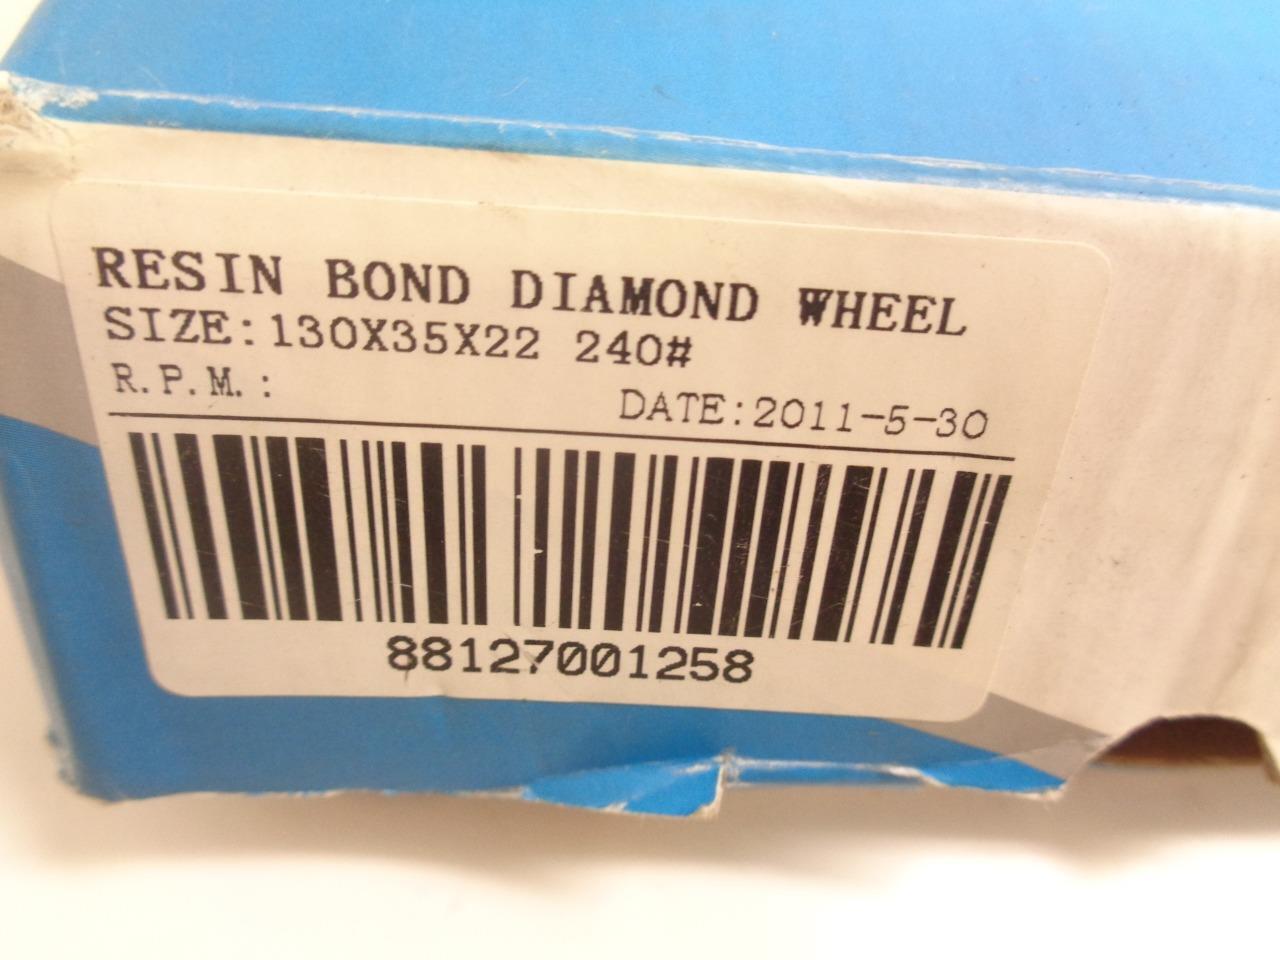 RESIN BOND DIAMOND WHEEL
SIZE:130X35X22 240#
R.P.M.:
DATE:2011-5-30
88127001258